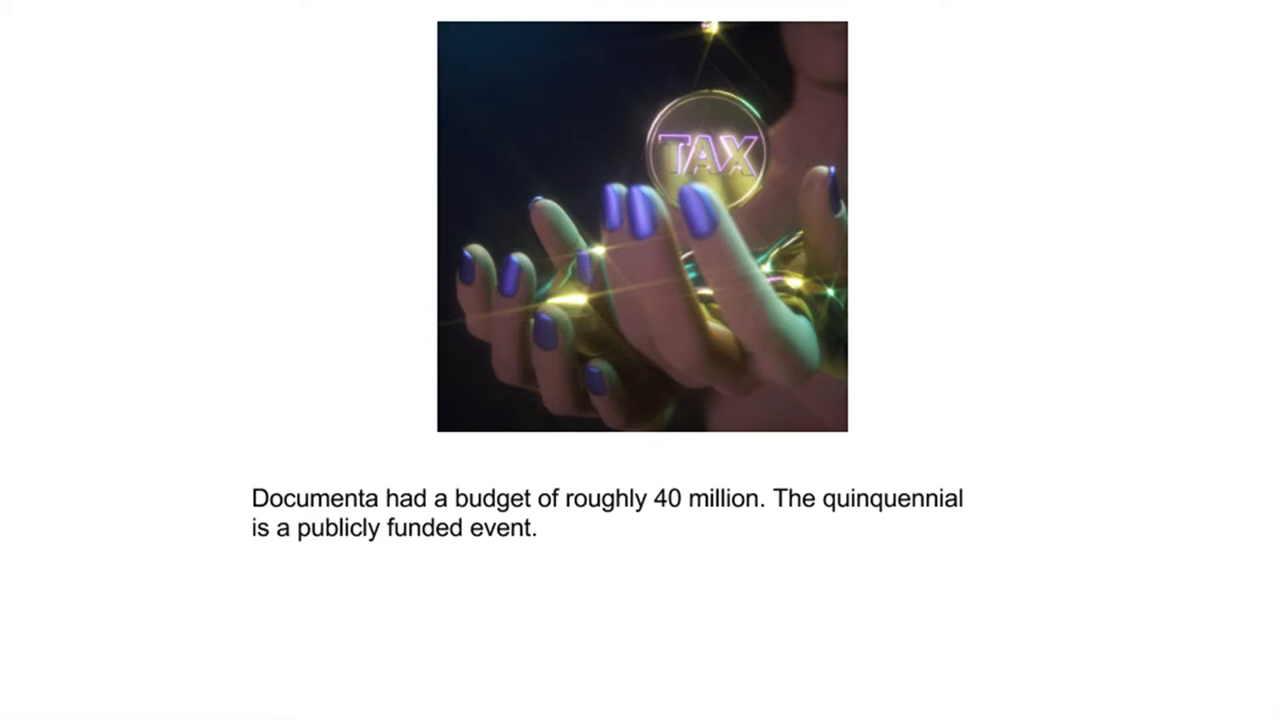 TAX
Documenta had a budget of roughly 40 million. The quinquennial
is a publicly funded event.